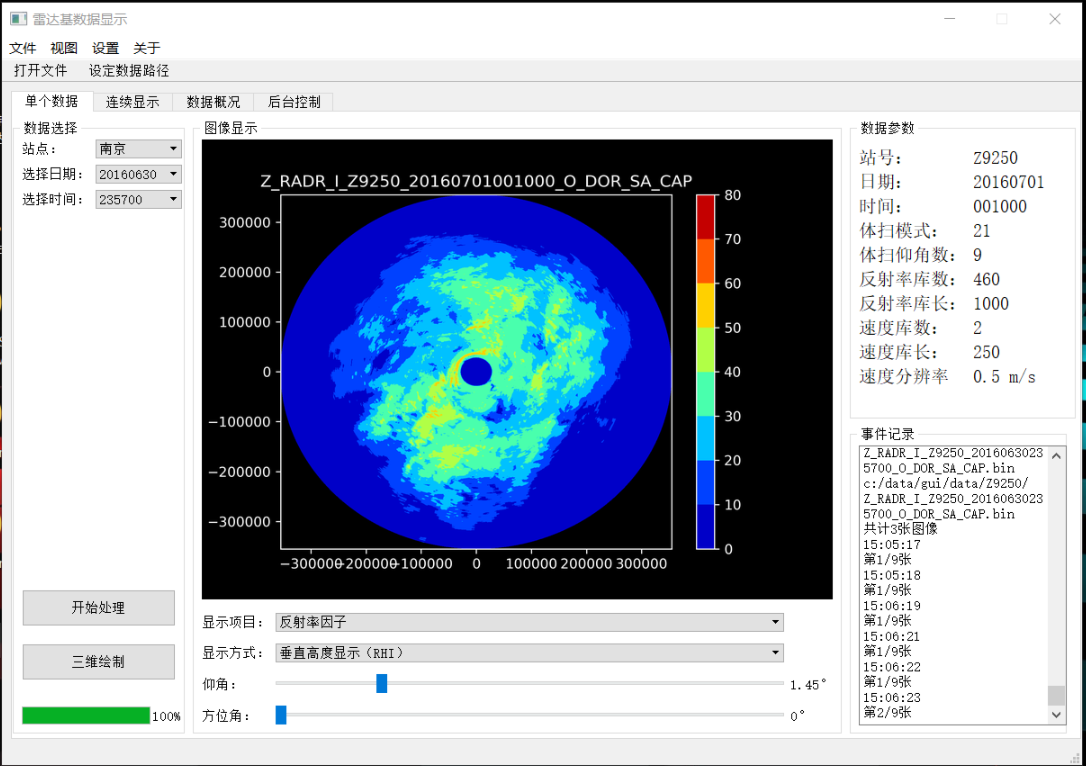 雷达基数据显示
文件 视图 设置 关于
打开文件 设定数据路径
单个数据 连续显示 数据概况 后台控制
数据选择
站点： 南京
选择日期： 20160630
选择时间： 235700
开始处理
三维绘制
100%
图像显示
Z_RADR_I_Z9250_20160701001000_O_DOR_SA_CAP
300000
200000
100000
0
−100000
−200000
−300000
−300000−200000−100000 0 100000 200000 300000
80
70
60
50
40
30
20
10
0
显示项目： 反射率因子
显示方式： 垂直高度显示（RHI）
仰角： 1.45°
方位角： 0°
数据参数
站号： Z9250
日期： 20160701
时间： 001000
体扫模式： 21
体扫仰角数： 9
反射率库数： 460
反射率库长： 1000
速度库数： 2
速度库长： 250
速度分辨率 0.5 m/s
事件记录
Z_RADR_I_Z9250_2016063023
5700_O_DOR_SA_CAP.bin
c:/data/gui/data/Z9250/
Z_RADR_I_Z9250_2016063023
5700_O_DOR_SA_CAP.bin
共计3张图像
15:05:17
第1/9张
15:05:18
第1/9张
15:06:19
第1/9张
15:06:21
第1/9张
15:06:22
第1/9张
15:06:23
第2/9张